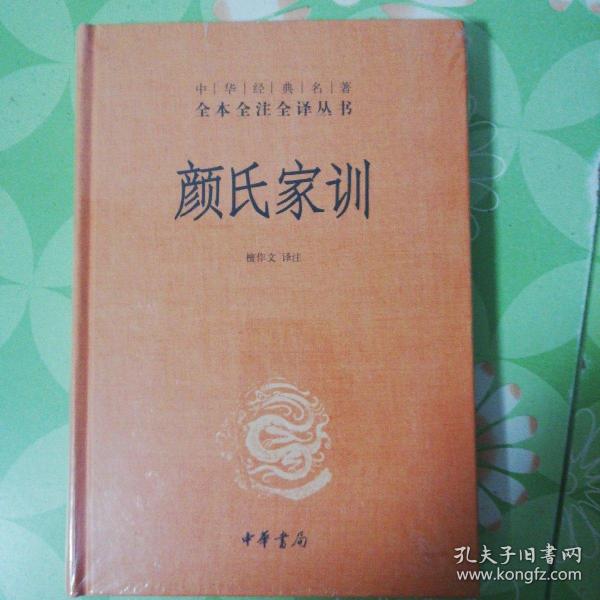 中|华|经|典|名|著
全本全注全译丛书
颜氏家训
檀作文 译注
中華書局
孔夫子旧书网
www.kongfz.com